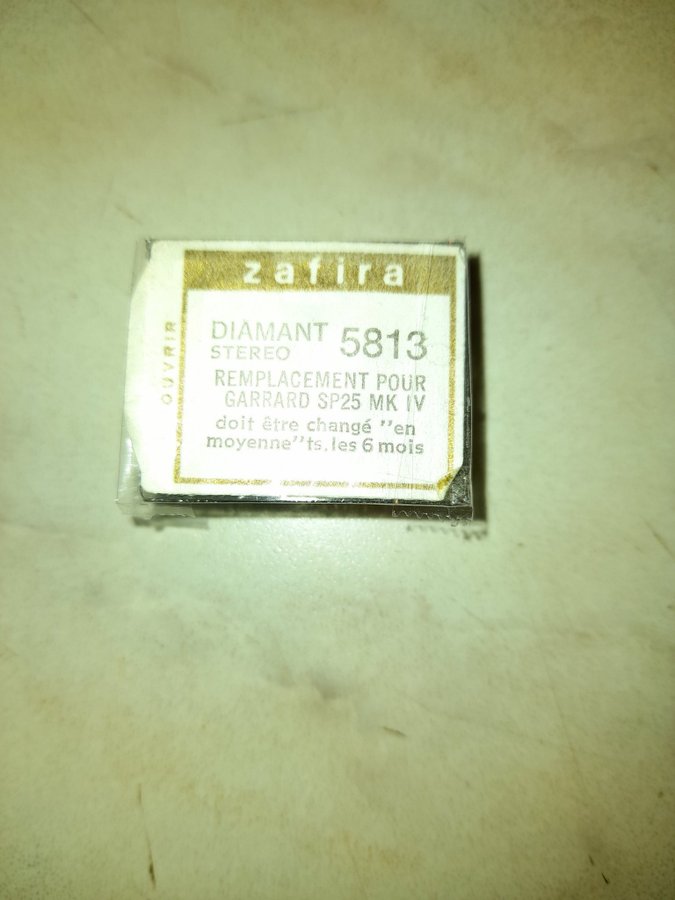 zafira
OUVRIR
DIAMANT 5813
STEREO
REMPLACEMENT POUR
GARRARD SP25 MK IV
doit être changé "en
moyenne"ts.les 6 mois